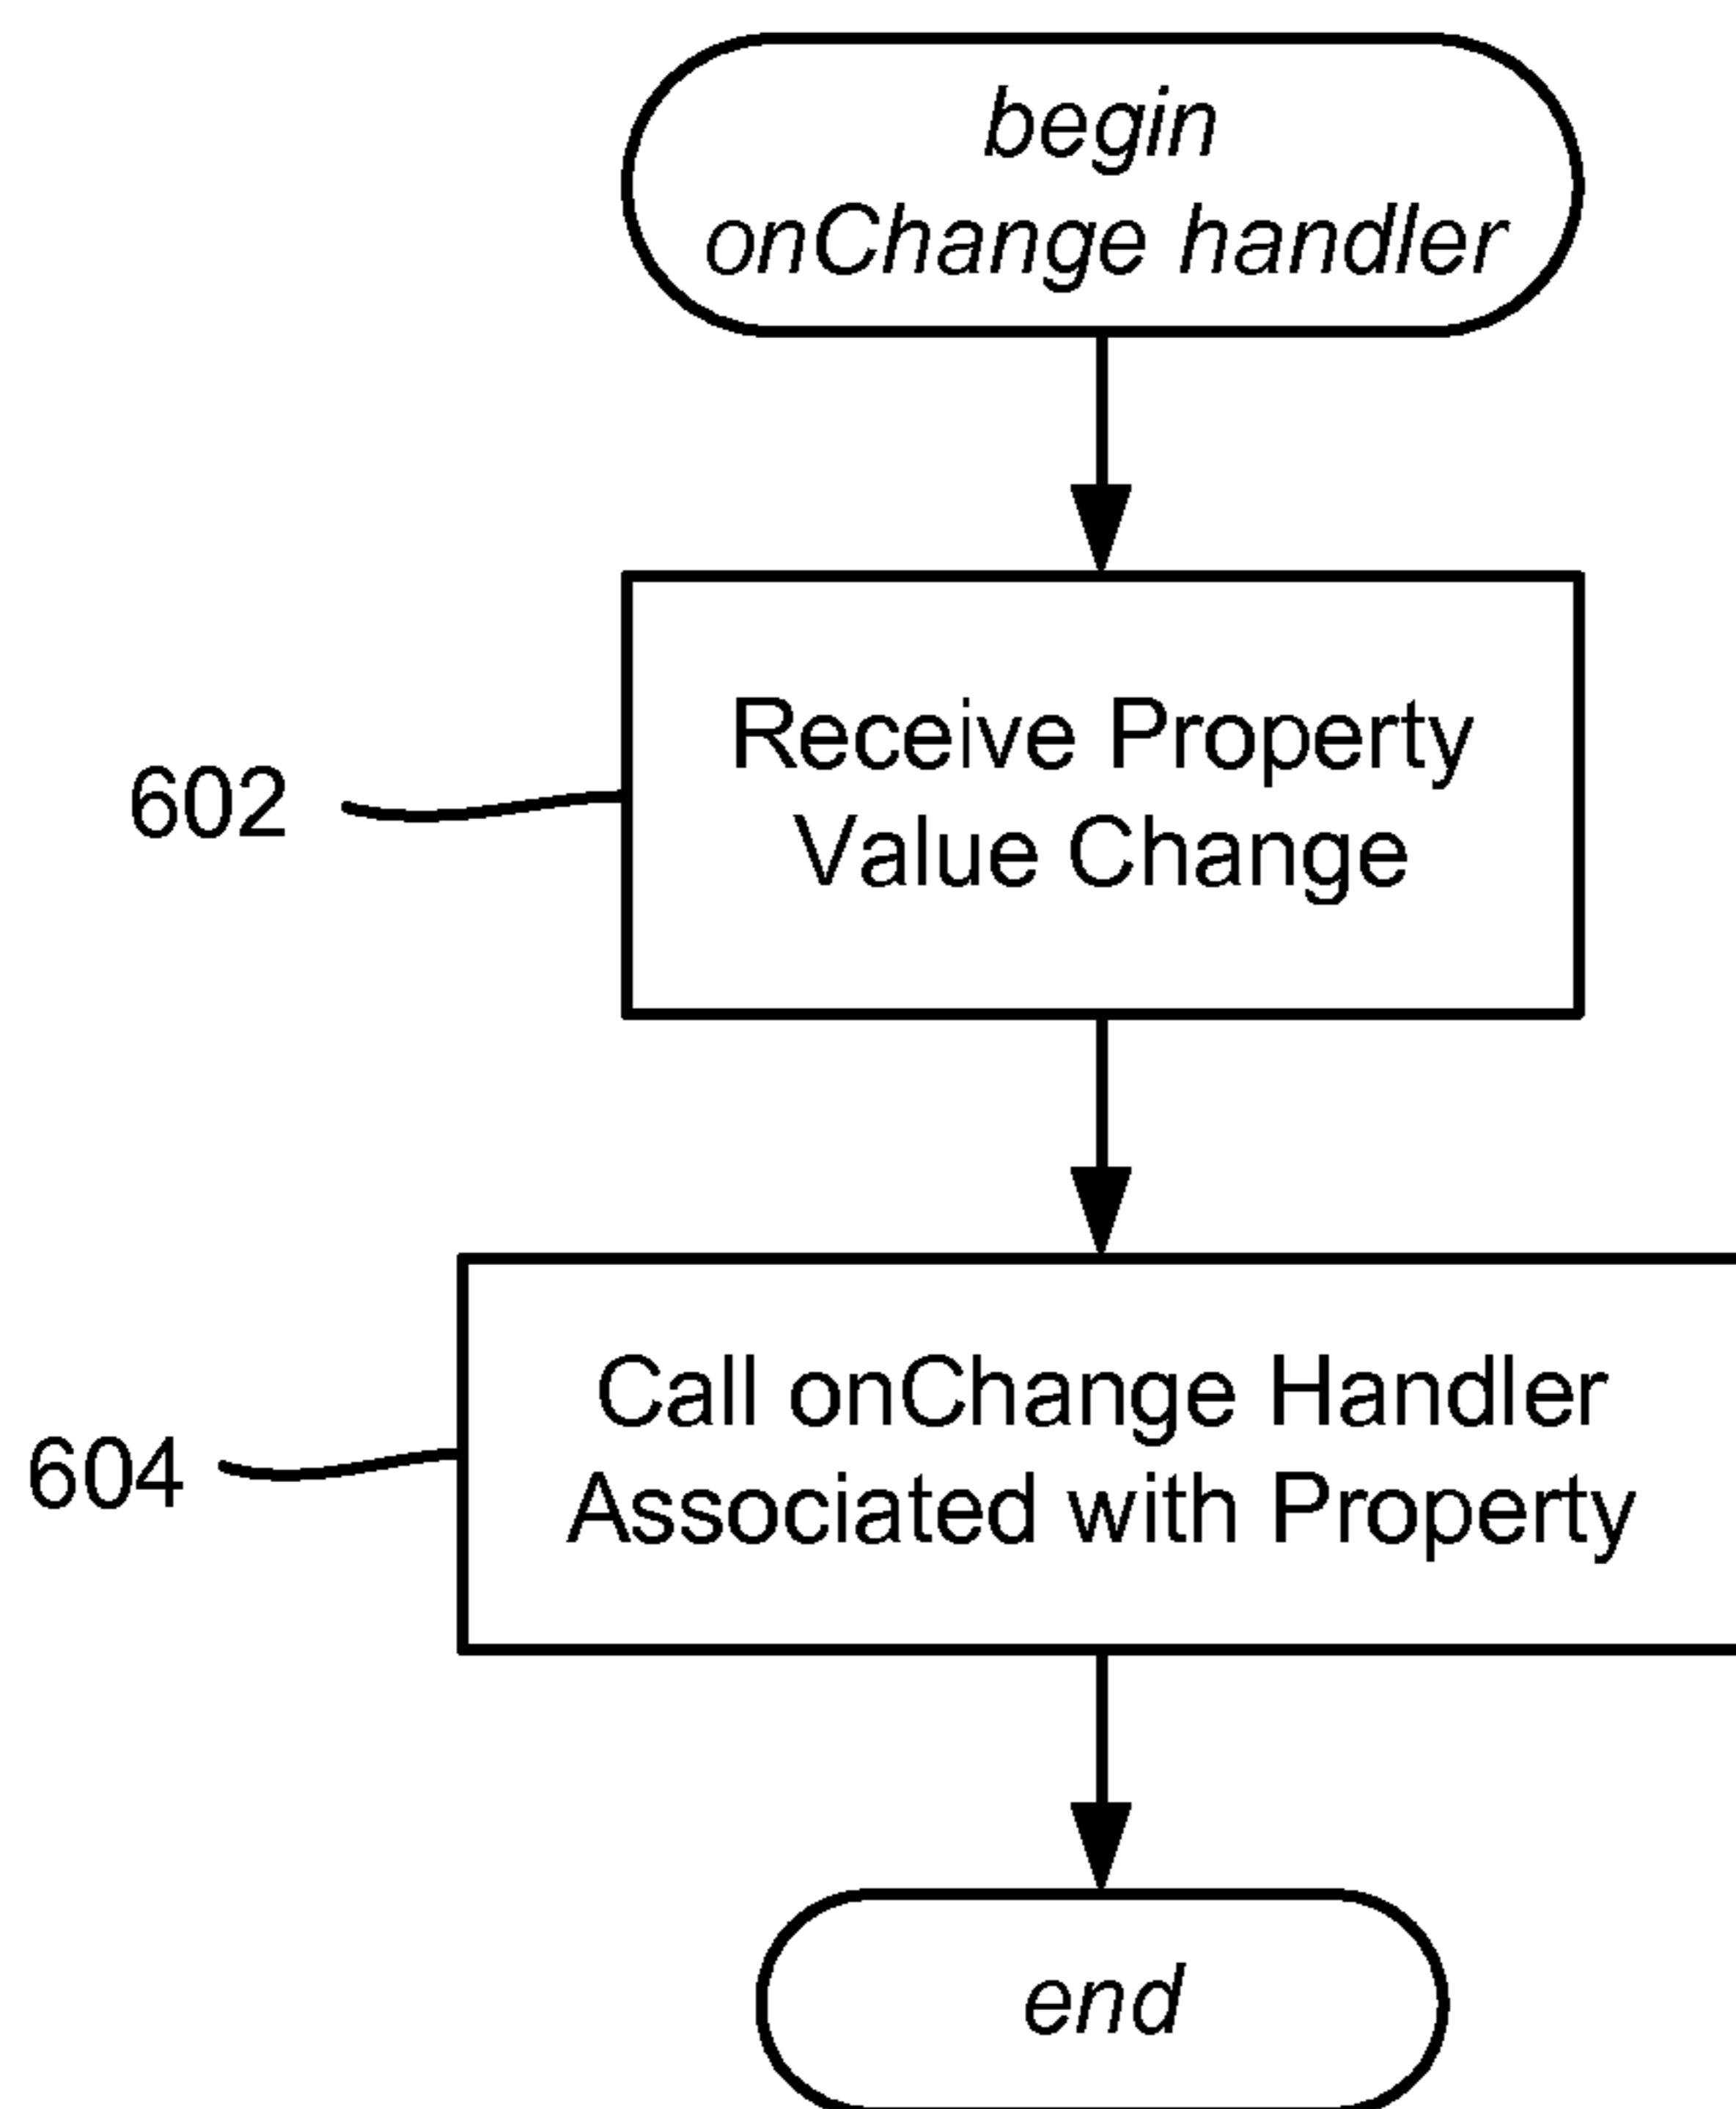 begin
onChange handler
602
Receive Property
Value Change
604
Call onChange Handler
Associated with Property
end